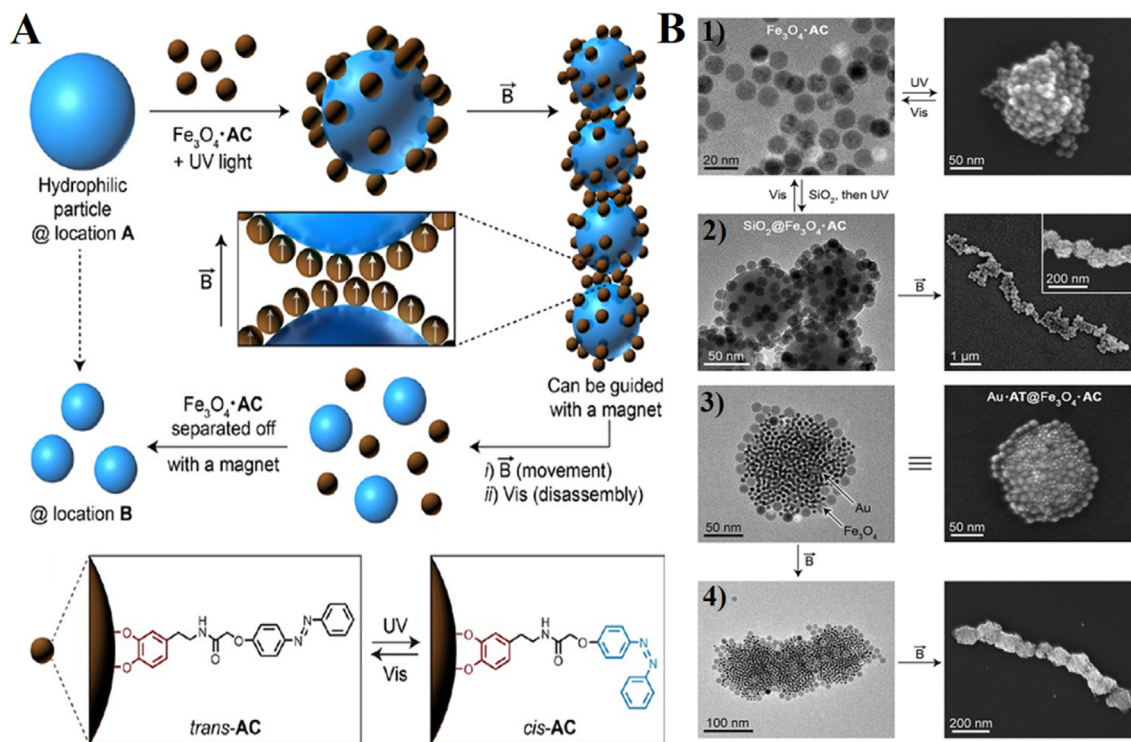 A
Fe₃O₄·AC
+ UV light
B⃗
Hydrophilic
particle
@ location A
B⃗
Can be guided
with a magnet
Fe₃O₄·AC
separated off
with a magnet
i) B⃗ (movement)
ii) Vis (disassembly)
@ location B
O
O
H
N
O
O
N
N
trans-AC
UV
Vis
O
O
H
N
O
O
N
N
cis-AC
B
1)
Fe₃O₄·AC
20 nm
UV
Vis
50 nm
Vis
SiO₂, then UV
2)
SiO₂@Fe₃O₄·AC
50 nm
B⃗
200 nm
1 μm
3)
Au
Fe₃O₄
50 nm
Au·AT@Fe₃O₄·AC
50 nm
B⃗
4)
100 nm
B⃗
200 nm